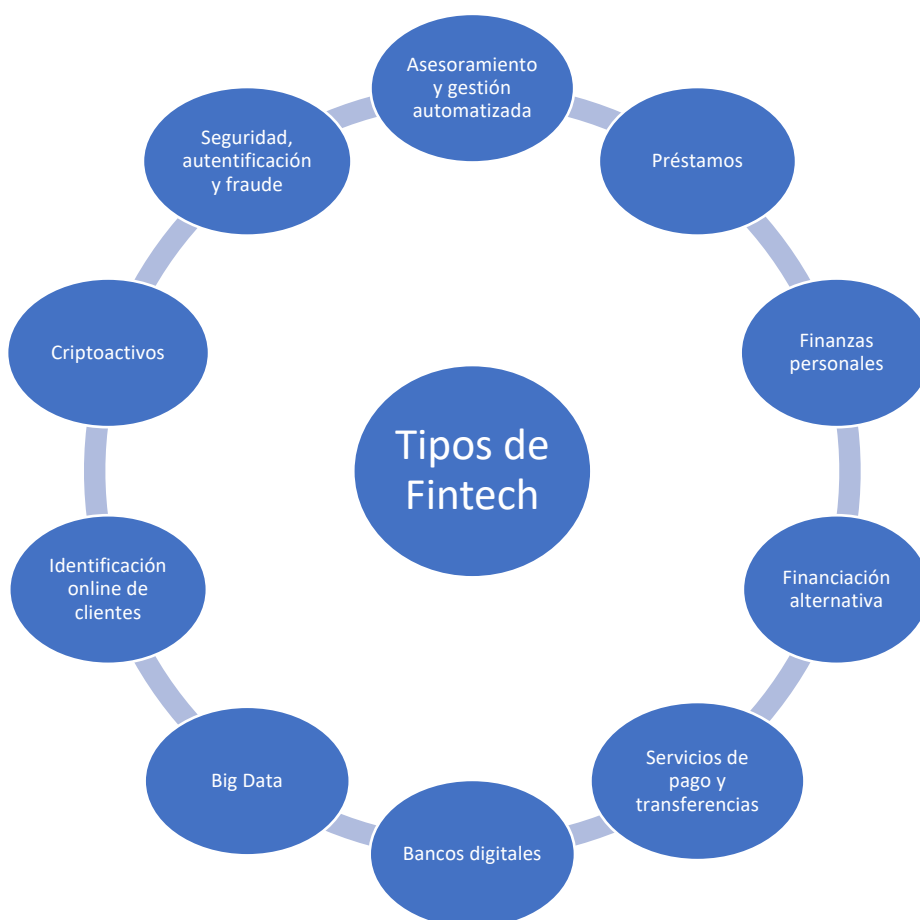 Asesoramiento
y gestión
automatizada
Préstamos
Finanzas
personales
Financiación
alternativa
Servicios de
pago y
transferencias
Bancos digitales
Big Data
Identificación
online de
clientes
Criptoactivos
Seguridad,
autentificación
y fraude
Tipos de
Fintech